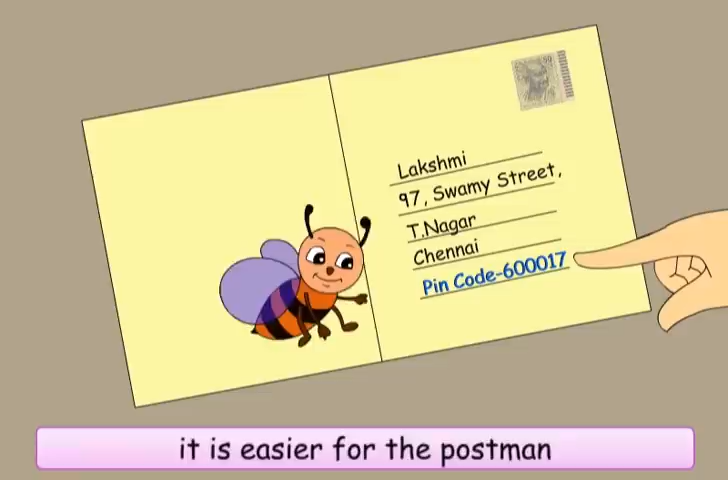 Lakshmi
97, Swamy Street,
T.Nagar
Chennai
Pin Code-600017
it is easier for the postman